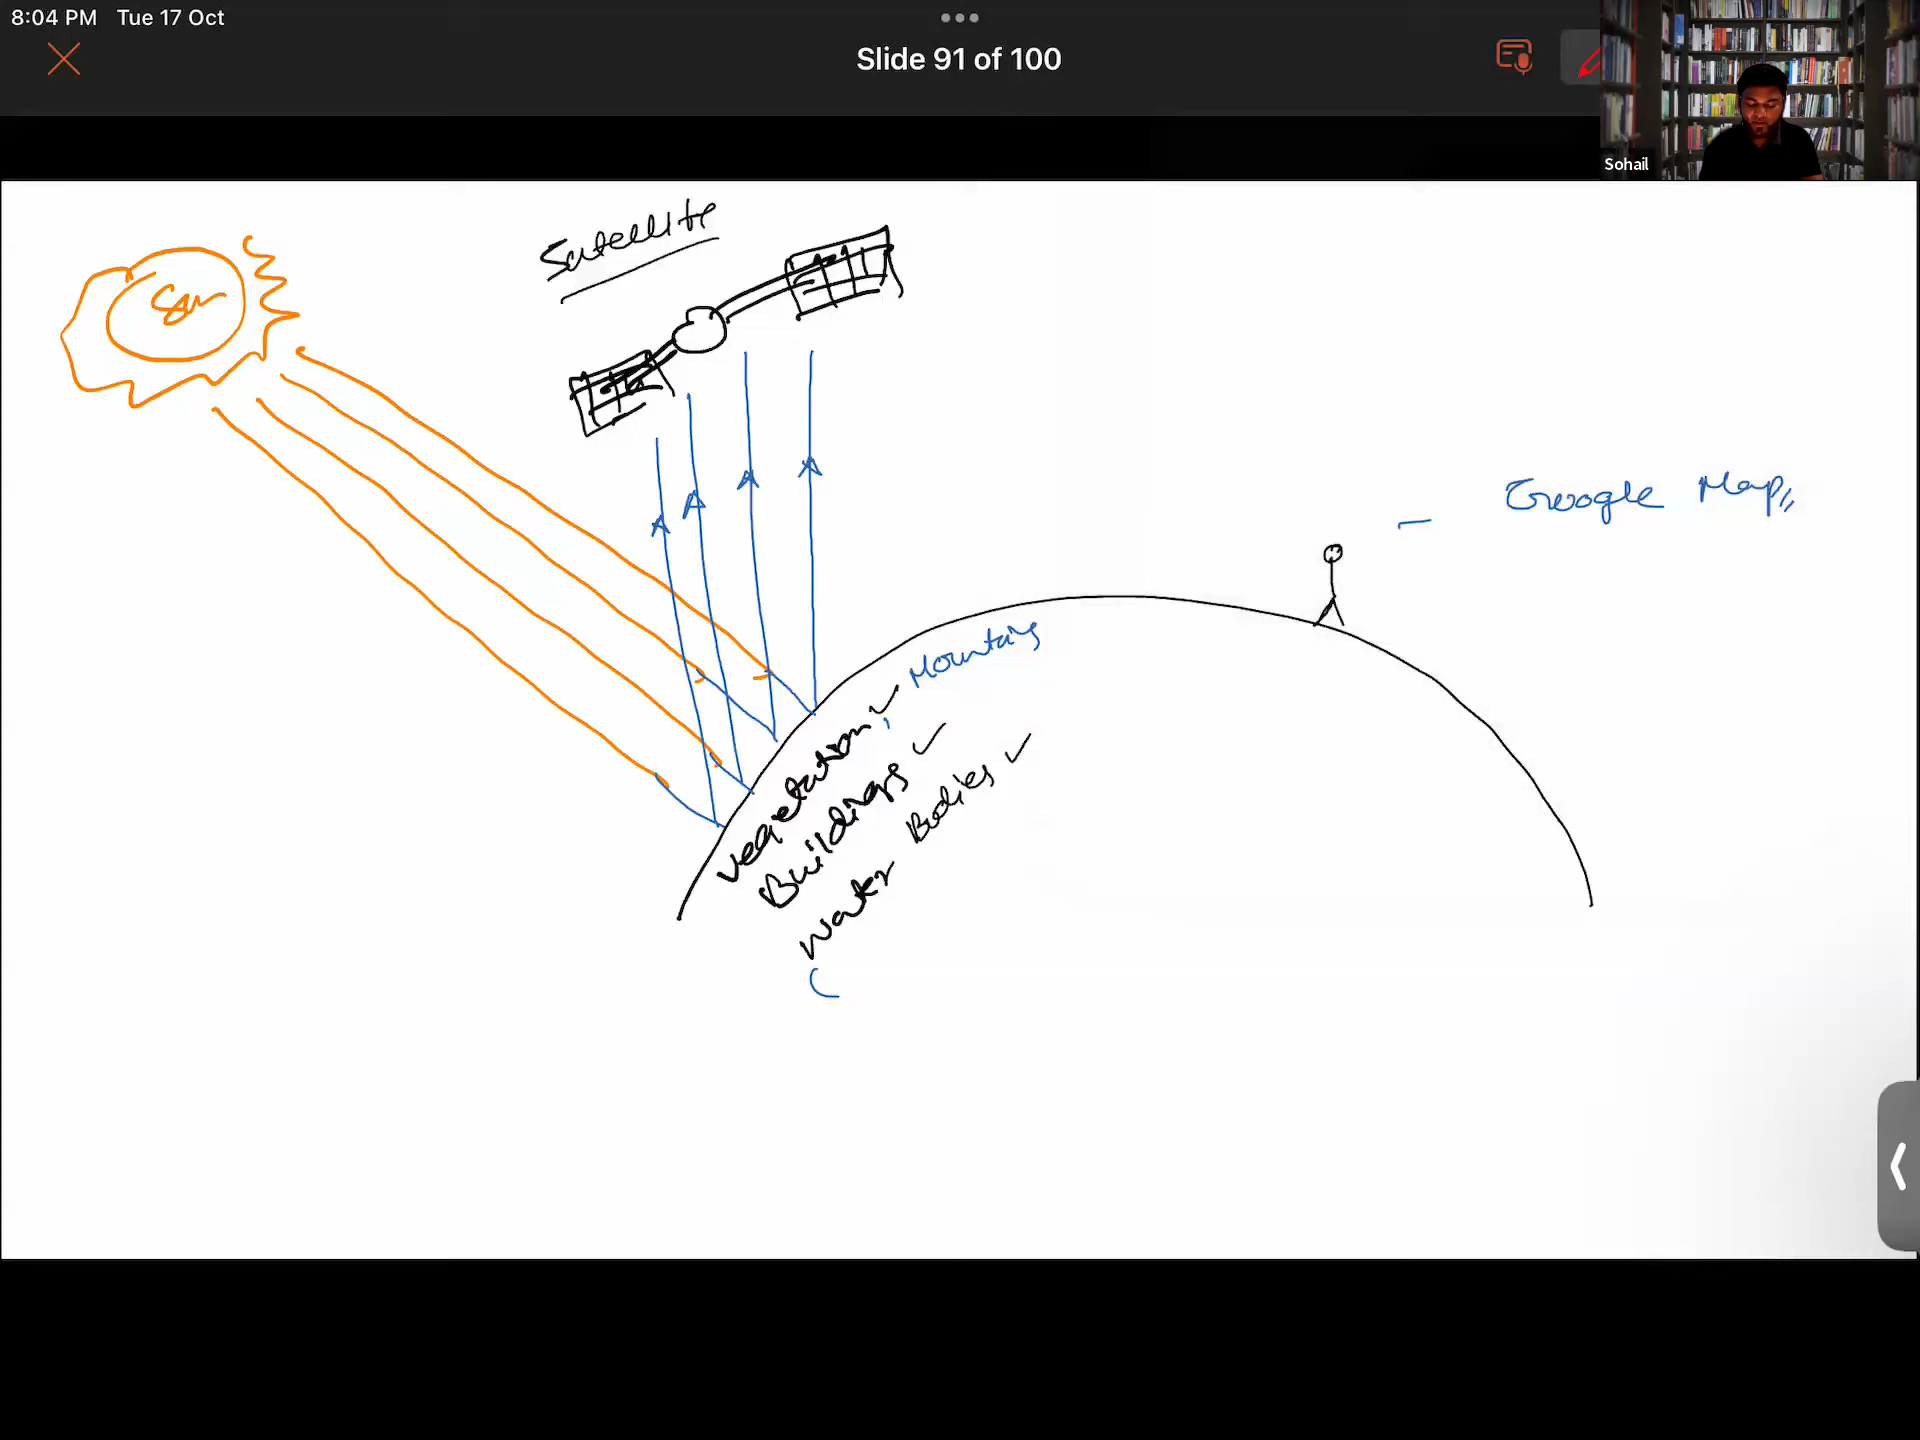 8:04 PM Tue 17 Oct
Slide 91 of 100
Sohail
Satellite
Sun
Google Map
Mountains
Vegetation,
Buildings
Water Bodies